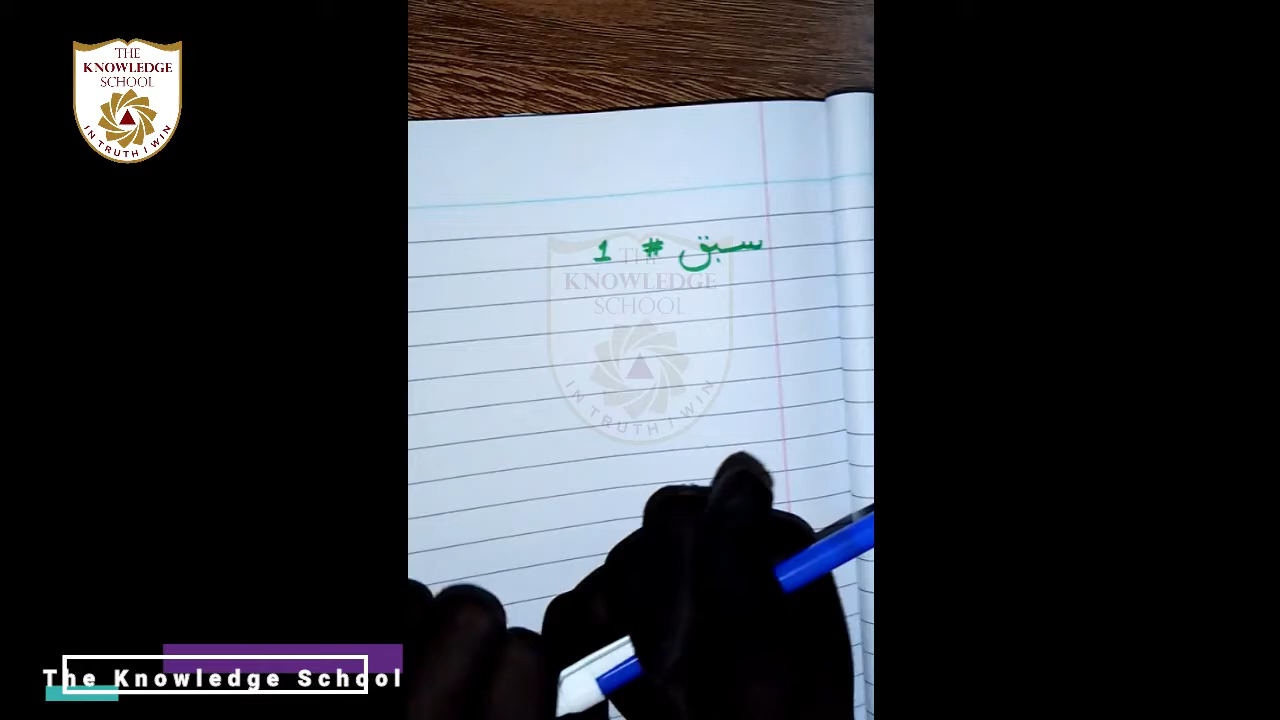 THE
KNOWLEDGE
SCHOOL
IN TRUTH I WIN
سبق # 1
THE
KNOWLEDGE
SCHOOL
IN TRUTH I WIN
The Knowledge School